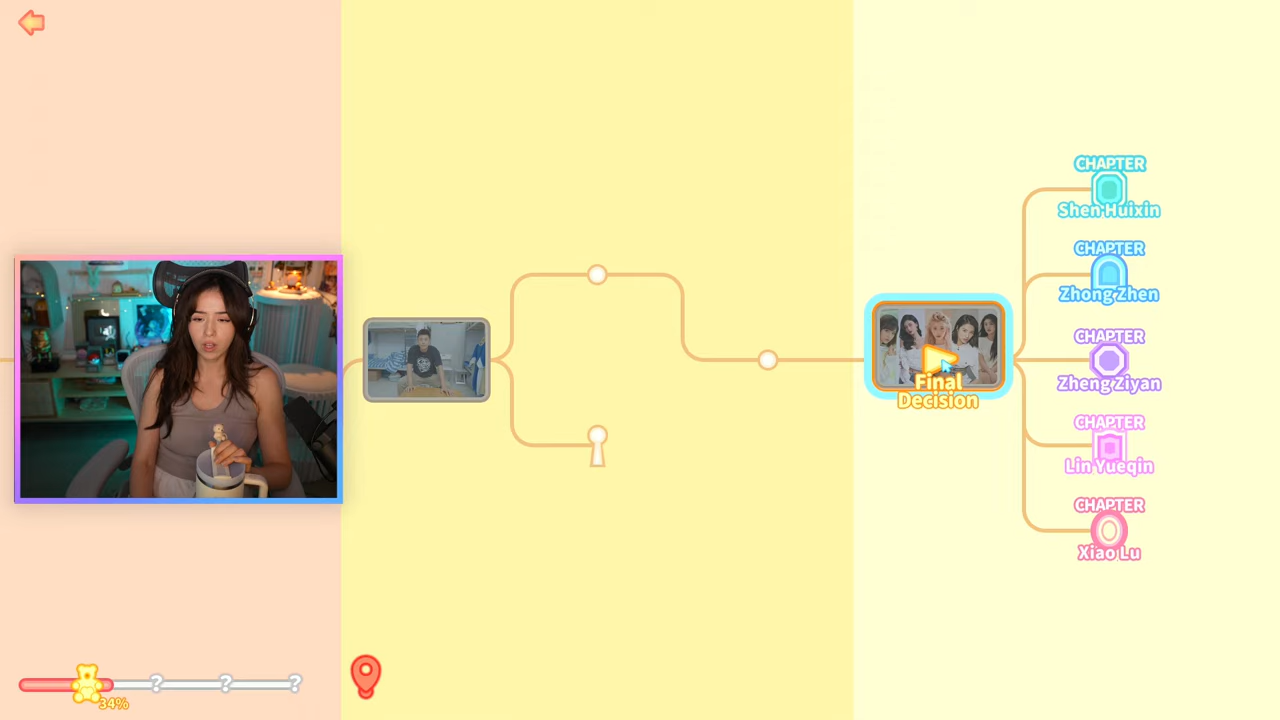 CHAPTER
Shen Huixin
CHAPTER
Zhong Zhen
CHAPTER
Zheng Ziyan
Final
Decision
CHAPTER
Lin Yueqin
CHAPTER
Xiao Lu
?
?
?
34%